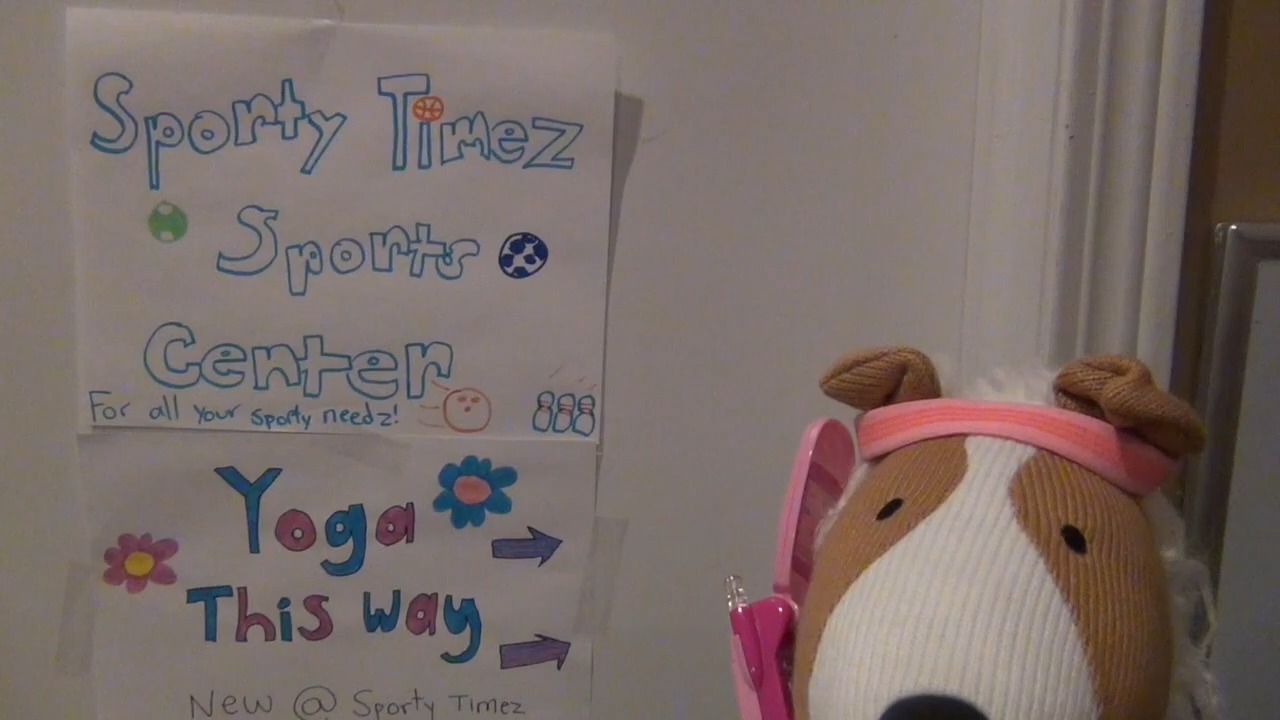 Sporty Timez
Sports
Center
For all your sporty needz!
Yoga
This way
New @ Sporty Timez